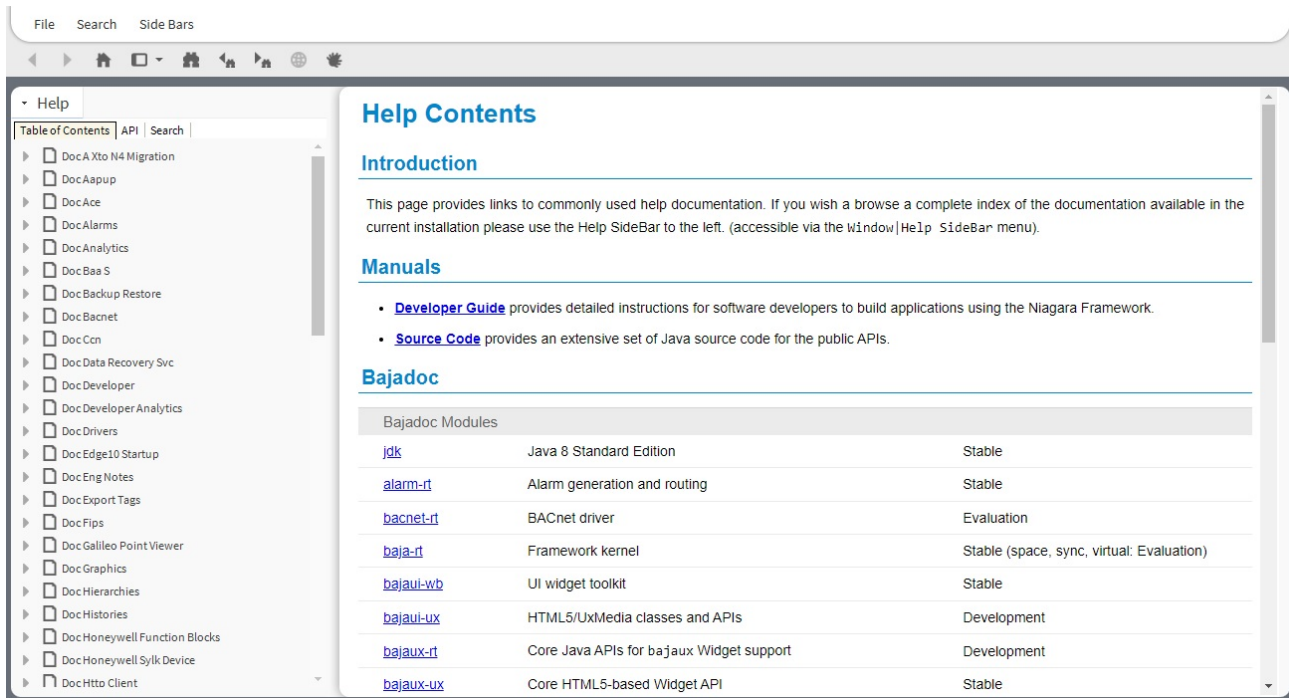 File Search Side Bars
Help
Table of Contents API Search
Doc A Xto N4 Migration
Doc Aapup
Doc Ace
Doc Alarms
Doc Analytics
Doc Baa S
Doc Backup Restore
Doc Bacnet
Doc Ccn
Doc Data Recovery Svc
Doc Developer
Doc Developer Analytics
Doc Drivers
Doc Edge10 Startup
Doc Eng Notes
Doc Export Tags
Doc Fips
Doc Galileo Point Viewer
Doc Graphics
Doc Hierarchies
Doc Histories
Doc Honeywell Function Blocks
Doc Honeywell Sylk Device
Doc Http Client
Help Contents
Introduction
This page provides links to commonly used help documentation. If you wish a browse a complete index of the documentation available in the
current installation please use the Help SideBar to the left. (accessible via the Window|Help SideBar menu).
Manuals
• Developer Guide provides detailed instructions for software developers to build applications using the Niagara Framework.
• Source Code provides an extensive set of Java source code for the public APIs.
Bajadoc
Bajadoc Modules
jdk Java 8 Standard Edition Stable
alarm-rt Alarm generation and routing Stable
bacnet-rt BACnet driver Evaluation
baja-rt Framework kernel Stable (space, sync, virtual: Evaluation)
bajaui-wb UI widget toolkit Stable
bajaui-ux HTML5/UxMedia classes and APIs Development
bajaux-rt Core Java APIs for bajaux Widget support Development
bajaux-ux Core HTML5-based Widget API Stable